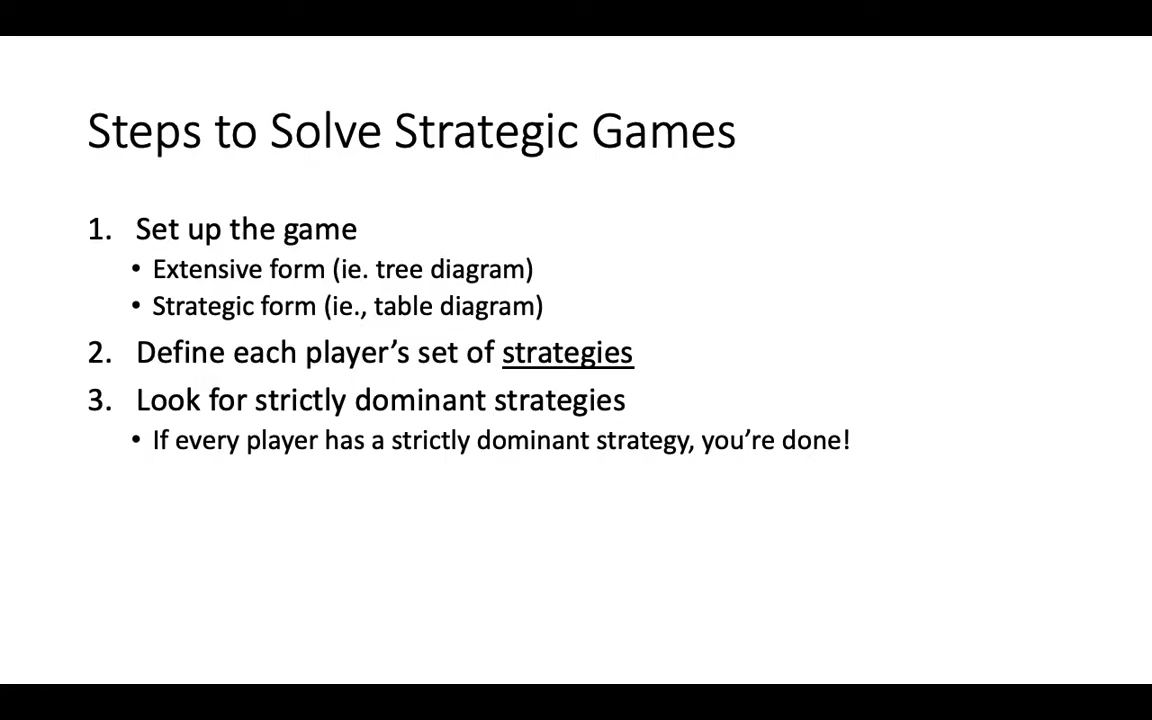 Steps to Solve Strategic Games
1. Set up the game
• Extensive form (ie. tree diagram)
• Strategic form (ie., table diagram)
2. Define each player’s set of strategies
3. Look for strictly dominant strategies
• If every player has a strictly dominant strategy, you’re done!